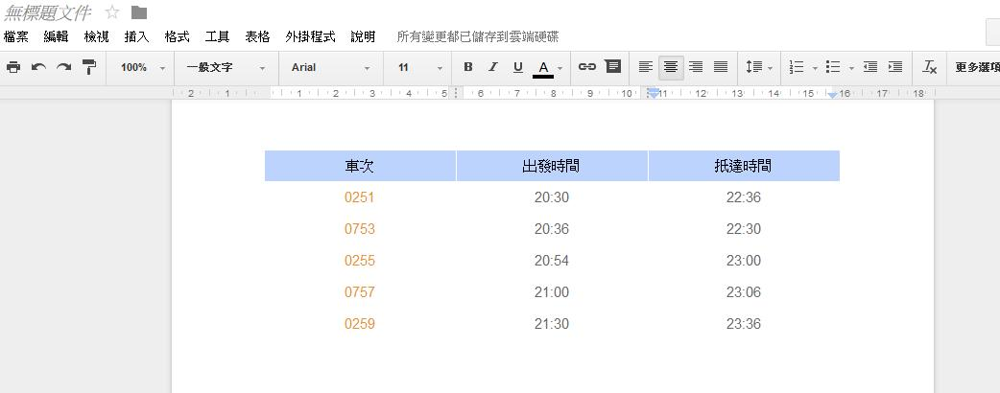 無標題文件
檔案 編輯 檢視 插入 格式 工具 表格 外掛程式 說明 所有變更都已儲存到雲端硬碟
100% 一般文字 Arial 11 B I U A 更多選項
2 1 1 2 3 4 5 6 7 8 9 10 11 12 13 14 15 16 17 18
車次 出發時間 抵達時間
0251 20:30 22:36
0753 20:36 22:30
0255 20:54 23:00
0757 21:00 23:06
0259 21:30 23:36